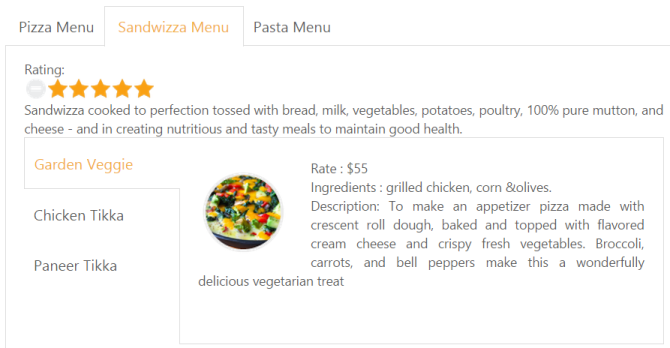 Pizza Menu Sandwizza Menu Pasta Menu
Rating:
Sandwizza cooked to perfection tossed with bread, milk, vegetables, potatoes, poultry, 100% pure mutton, and
cheese - and in creating nutritious and tasty meals to maintain good health.
Garden Veggie
Chicken Tikka
Paneer Tikka
Rate : $55
Ingredients : grilled chicken, corn &olives.
Description: To make an appetizer pizza made with
crescent roll dough, baked and topped with flavored
cream cheese and crispy fresh vegetables. Broccoli,
carrots, and bell peppers make this a wonderfully
delicious vegetarian treat